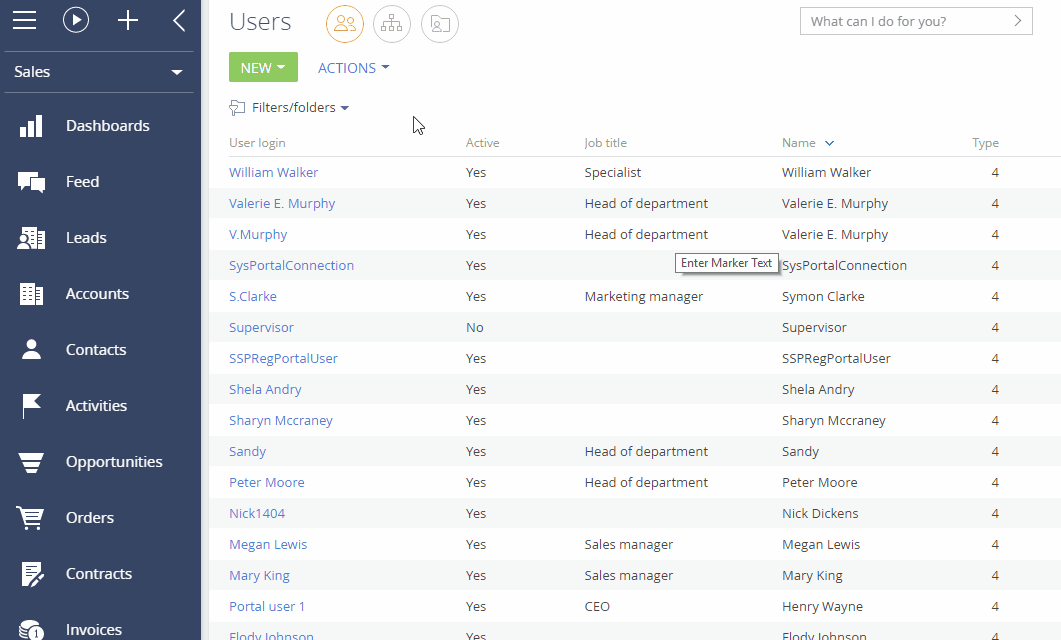 Users
What can I do for you?
Sales
NEW
ACTIONS
Filters/folders
Dashboards
Feed
Leads
Accounts
Contacts
Activities
Opportunities
Orders
Contracts
1
Invoices
User login Active Job title Name Type
William Walker Yes Specialist William Walker 4
Valerie E. Murphy Yes Head of department Valerie E. Murphy 4
V.Murphy Yes Head of department Valerie E. Murphy 4
Enter Marker Text
SysPortalConnection Yes SysPortalConnection 4
S.Clarke Yes Marketing manager Symon Clarke 4
Supervisor No Supervisor 4
SSPRegPortalUser Yes SSPRegPortalUser 4
Shela Andry Yes Shela Andry 4
Sharyn Mccraney Yes Sharyn Mccraney 4
Sandy Yes Head of department Sandy 4
Peter Moore Yes Head of department Peter Moore 4
Nick1404 Yes Nick Dickens 4
Megan Lewis Yes Sales manager Megan Lewis 4
Mary King Yes Sales manager Mary King 4
Portal user 1 Yes CEO Henry Wayne 4
Flody Johnson Yes Flody Johnson 4